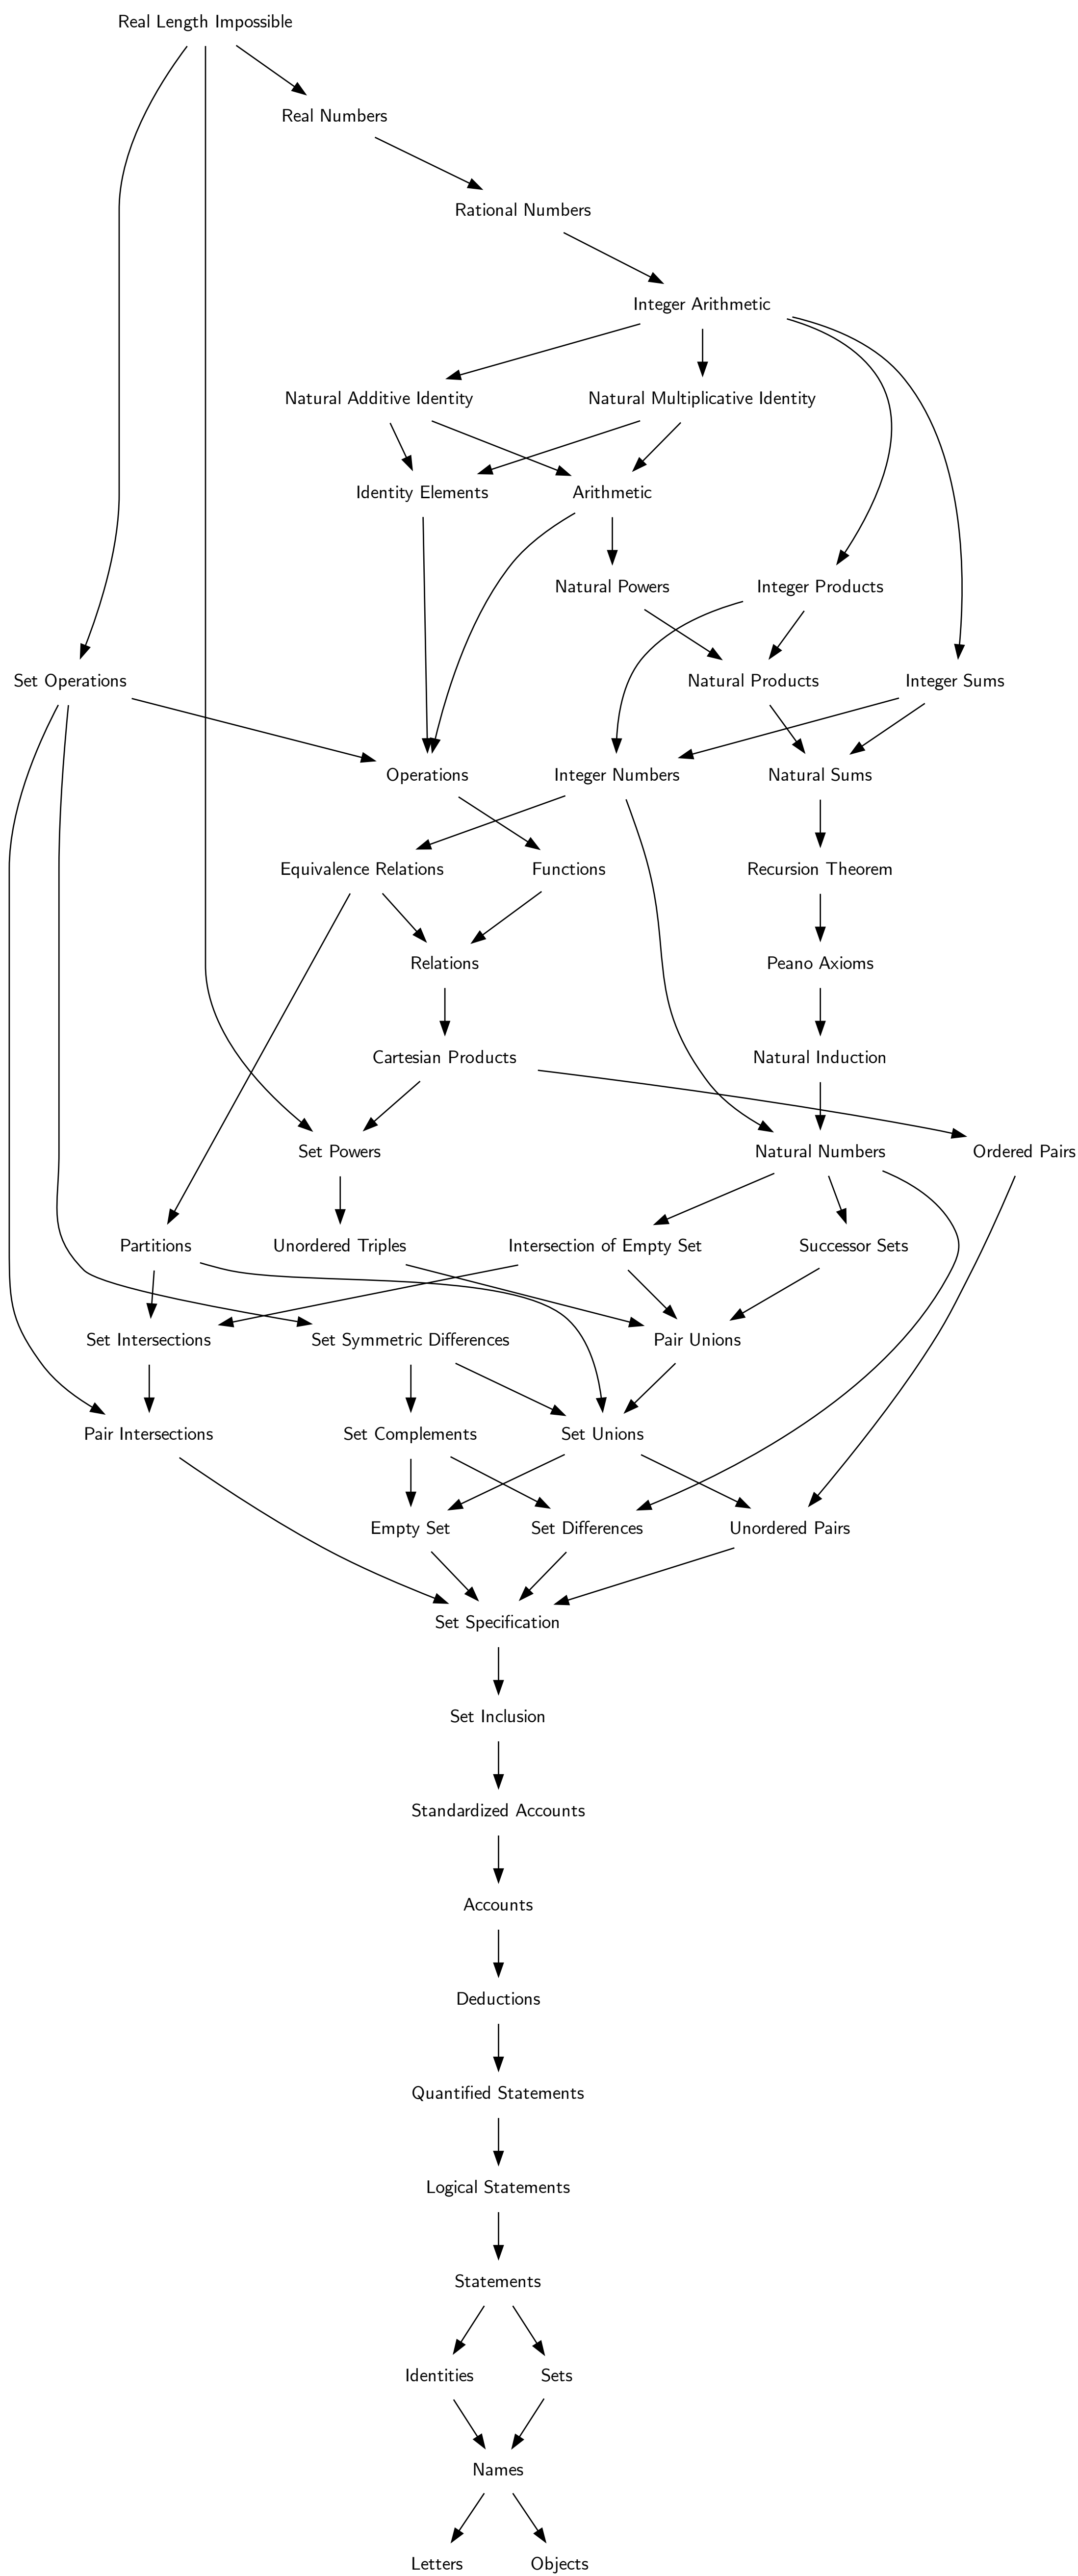 Real Length Impossible
Real Numbers
Rational Numbers
Integer Arithmetic
Natural Additive Identity
Natural Multiplicative Identity
Identity Elements
Arithmetic
Natural Powers
Integer Products
Set Operations
Natural Products
Integer Sums
Operations
Integer Numbers
Natural Sums
Equivalence Relations
Functions
Recursion Theorem
Relations
Peano Axioms
Cartesian Products
Natural Induction
Set Powers
Natural Numbers
Ordered Pairs
Partitions
Unordered Triples
Intersection of Empty Set
Successor Sets
Set Intersections
Set Symmetric Differences
Pair Unions
Pair Intersections
Set Complements
Set Unions
Empty Set
Set Differences
Unordered Pairs
Set Specification
Set Inclusion
Standardized Accounts
Accounts
Deductions
Quantified Statements
Logical Statements
Statements
Identities
Sets
Names
Letters
Objects